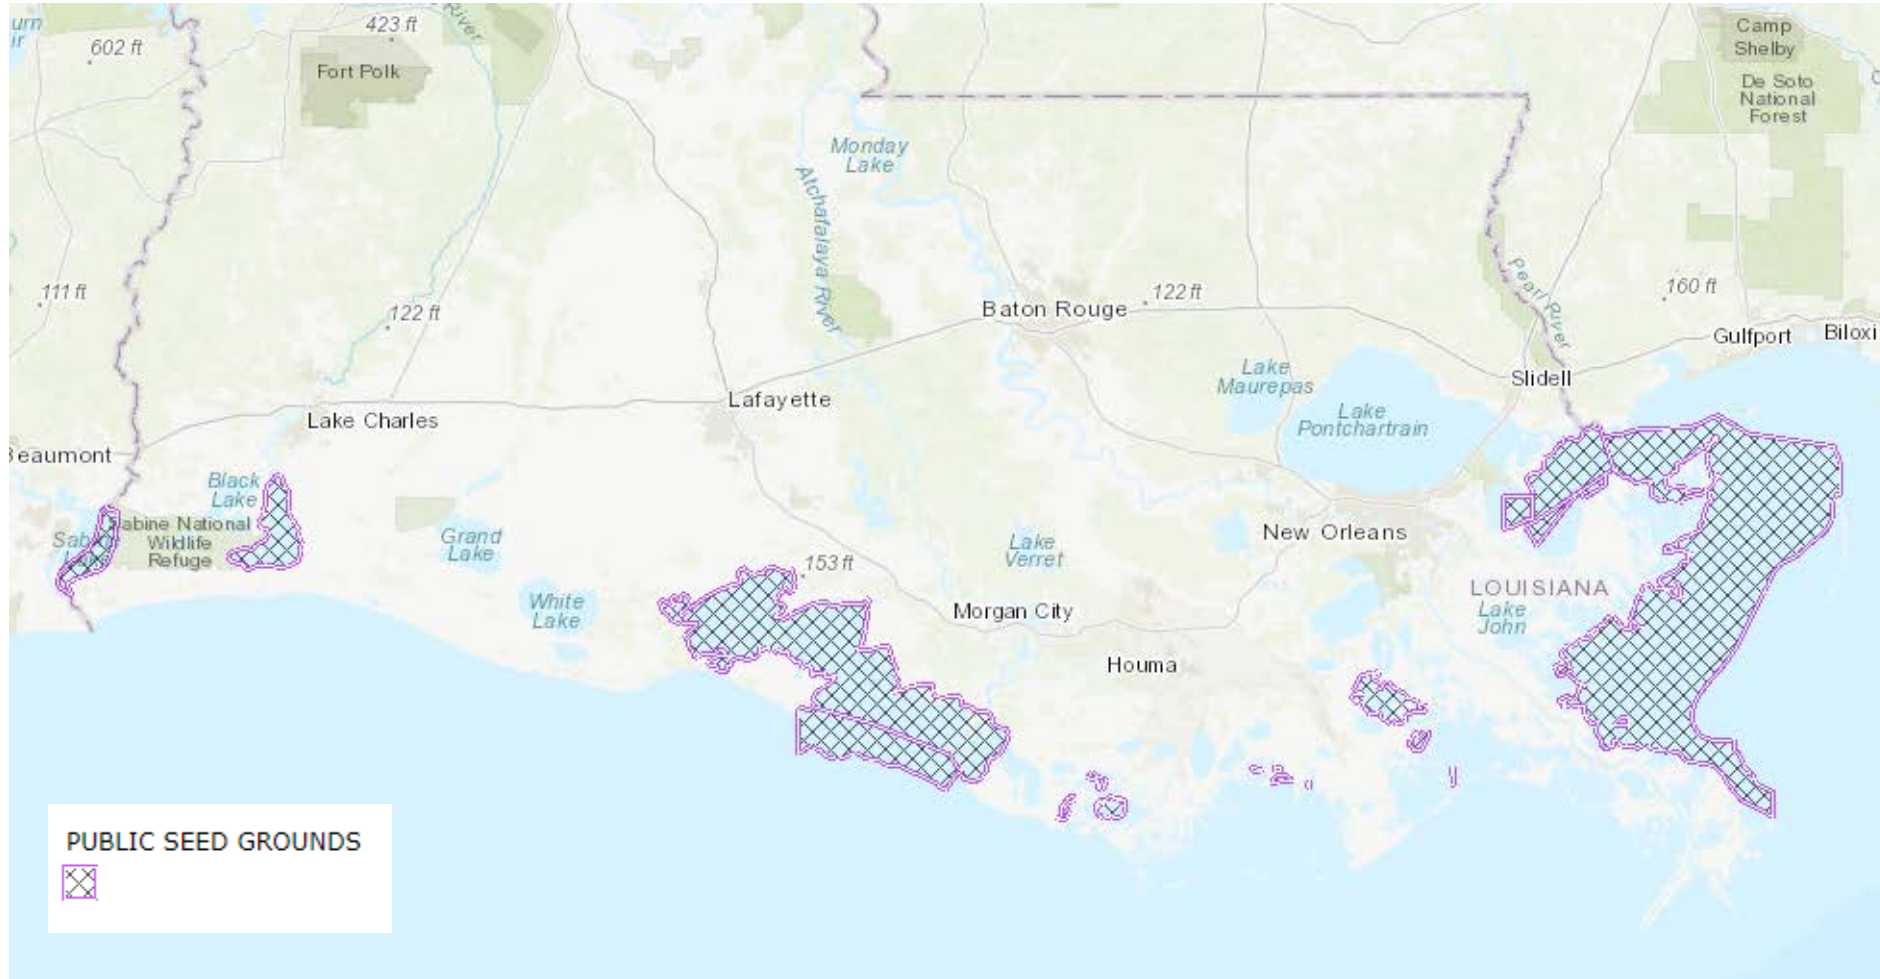 423 ft
River
602 ft
Fort Polk
Camp
Shelby
De Soto
National
Forest
Monday
Lake
Atchafalaya River
111 ft
122 ft
Baton Rouge
122 ft
Pearl River
160 ft
Gulfport
Biloxi
Lake
Maurepas
Slidell
Lake
Pontchartrain
Lafayette
Lake Charles
Beaumont
Black
Lake
Sabine National
Wildlife
Refuge
Grand
Lake
New Orleans
Lake
Verret
153 ft
White
Lake
Morgan City
LOUISIANA
Lake
John
Houma
PUBLIC SEED GROUNDS